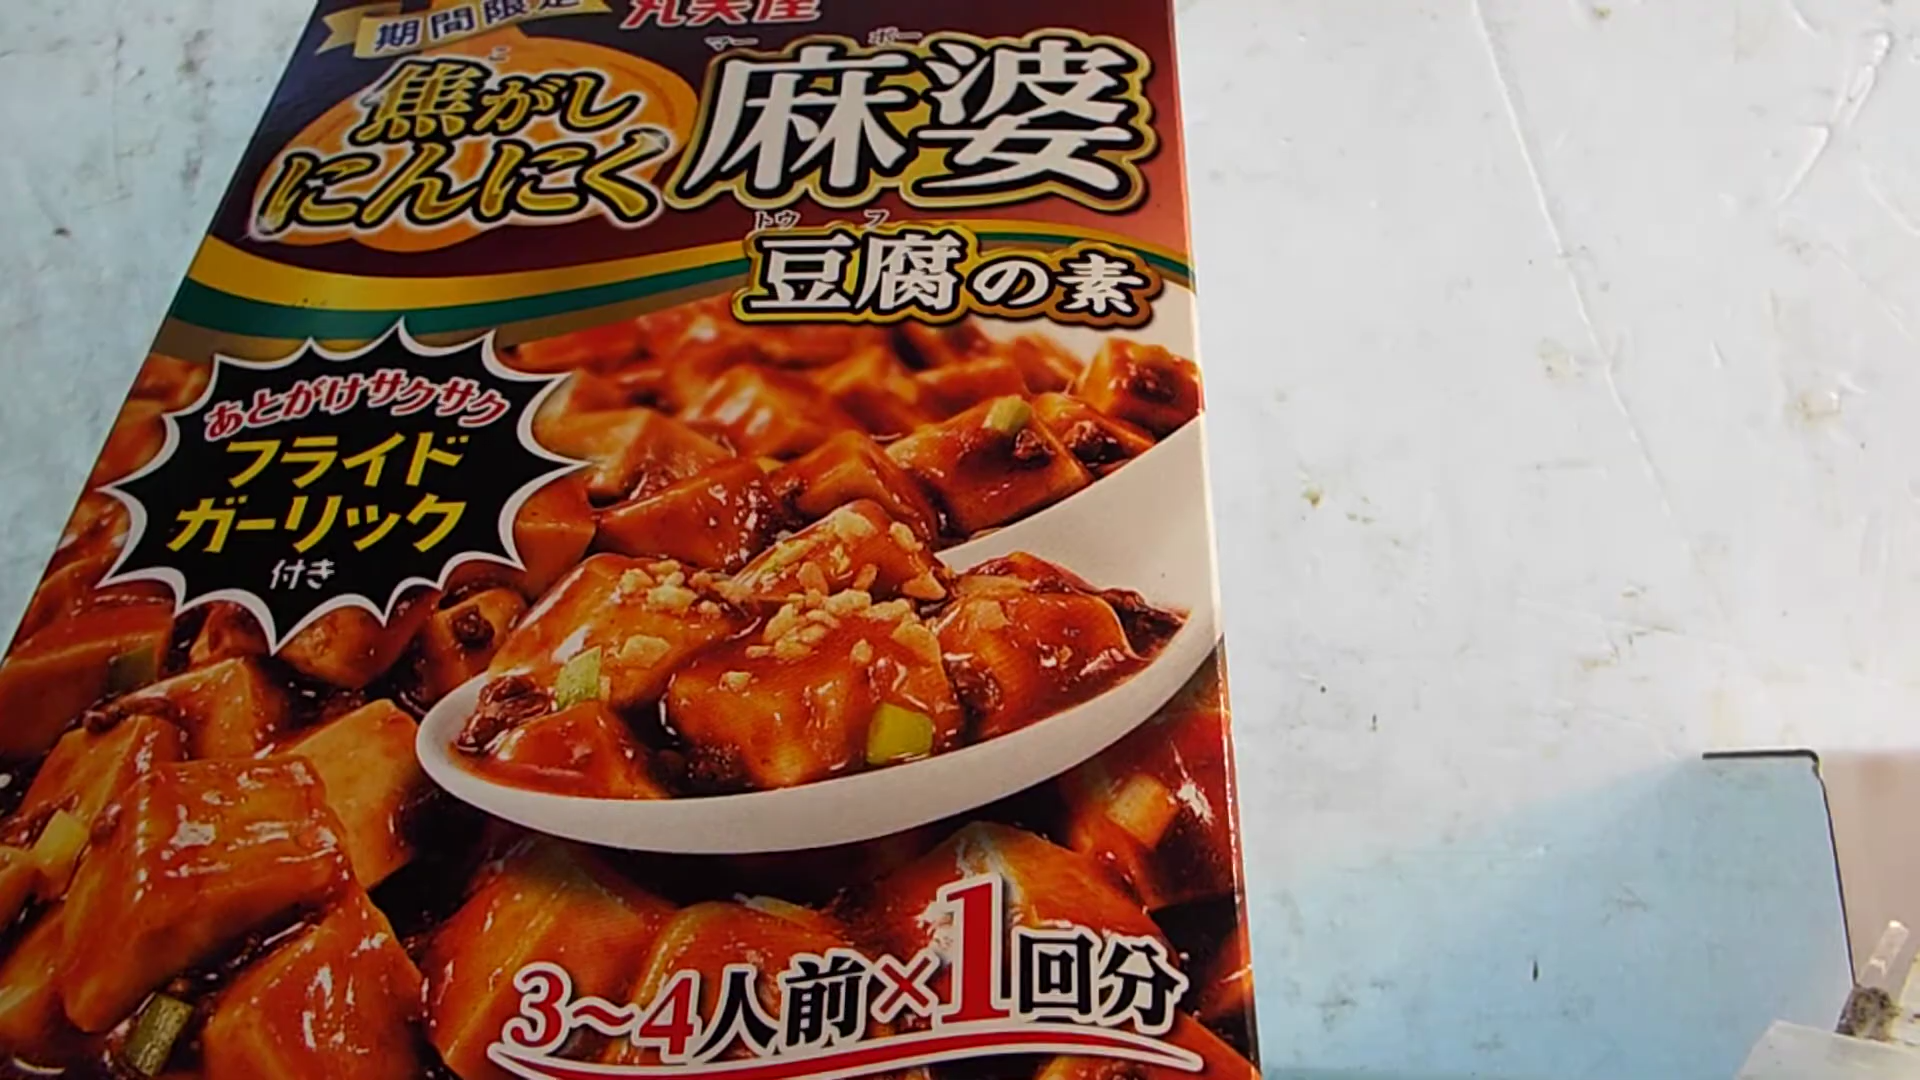 期間限定
丸美屋
焦がし
こ
にんにく
麻婆
マー ボー
豆腐の素
トウ フ
あとがけサクサク
フライド
ガーリック
付き
3~4人前×1回分